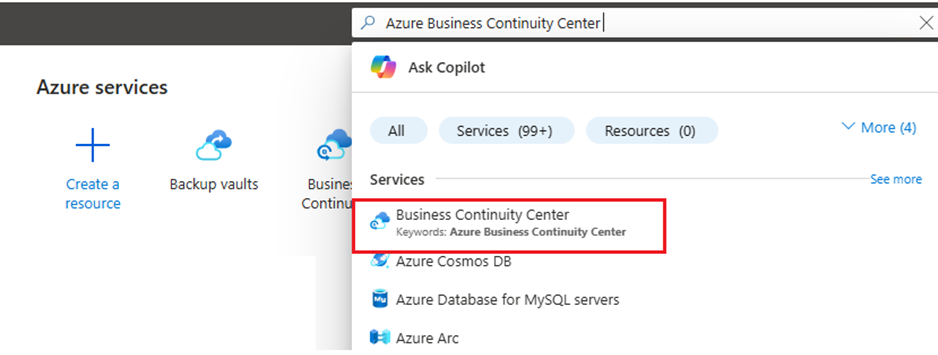 Azure Business Continuity Center
Ask Copilot
Azure services
All
Services (99+)
Resources (0)
More (4)
Create a
resource
Backup vaults
Busine
Continu
Services
See more
Business Continuity Center
Keywords: Azure Business Continuity Center
Azure Cosmos DB
My
Azure Database for MySQL servers
Azure Arc